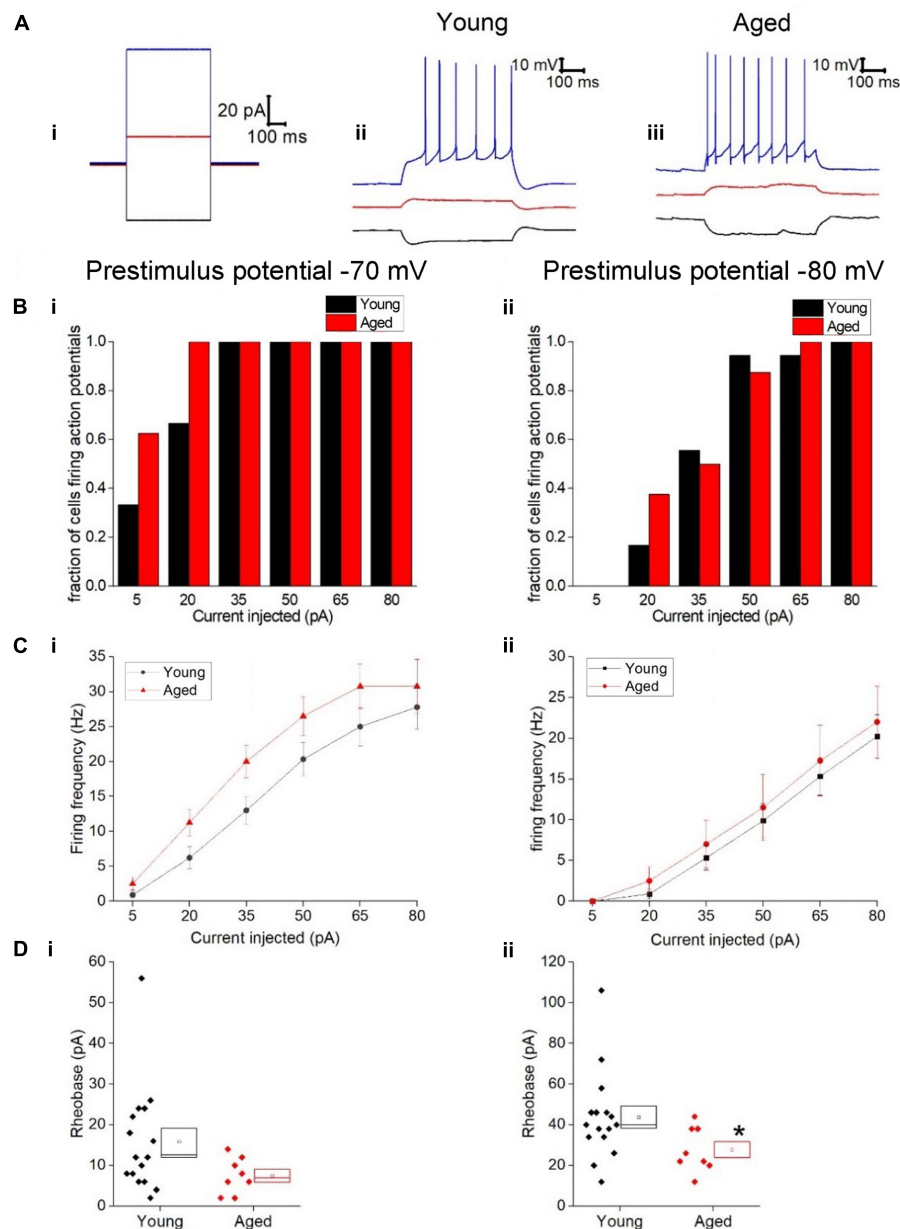 A
Young
Aged
i
20 pA
100 ms
ii
10 mV
100 ms
iii
10 mV
100 ms
Prestimulus potential -70 mV
Prestimulus potential -80 mV
B
i
Young
Aged
fraction of cells firing action potentials
1.0
0.8
0.6
0.4
0.2
0.0
5 20 35 50 65 80
Current injected (pA)
ii
Young
Aged
fraction of cells firing action potentials
1.0
0.8
0.6
0.4
0.2
0.0
5 20 35 50 65 80
Current injected (pA)
C
i
Young
Aged
Firing frequency (Hz)
35
30
25
20
15
10
5
0
5 20 35 50 65 80
Current injected (pA)
ii
Young
Aged
firing frequency (Hz)
30
25
20
15
10
5
0
5 20 35 50 65 80
Current injected (pA)
D
i
Rheobase (pA)
60
50
40
30
20
10
0
Young Aged
ii
Rheobase (pA)
120
100
80
60
40
20
0
*
Young Aged